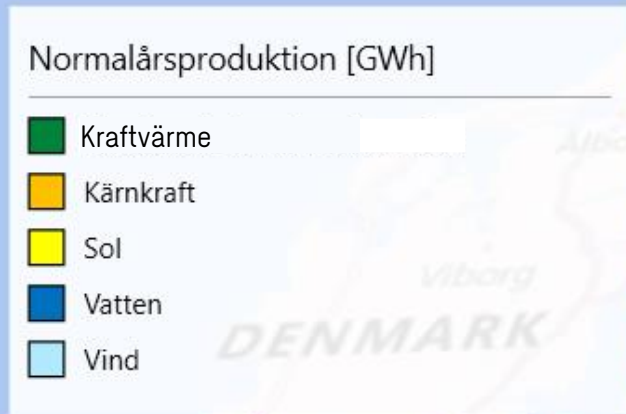 Normalårsproduktion [GWh]
Kraftvärme
Kärnkraft
Sol
Vatten
Vind
Viborg
DENMARK